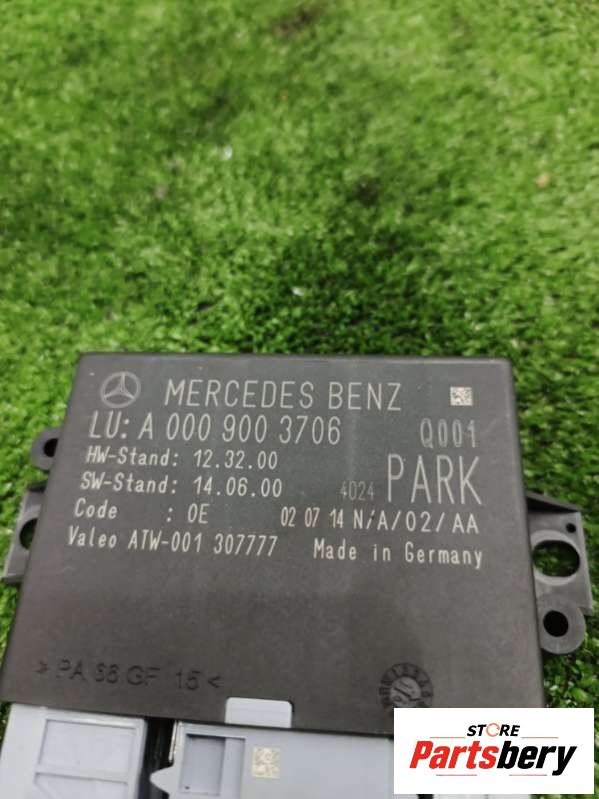 MERCEDES BENZ
LU: A 000 900 3706 Q001
HW-Stand: 12.32.00
SW-Stand: 14.06.00 4024 PARK
Code : 0E 02 07 14 N/A/02/AA
Valeo ATW-001 307777 Made in Germany
> PA 66 GF 15 <
STORE
Partsbery